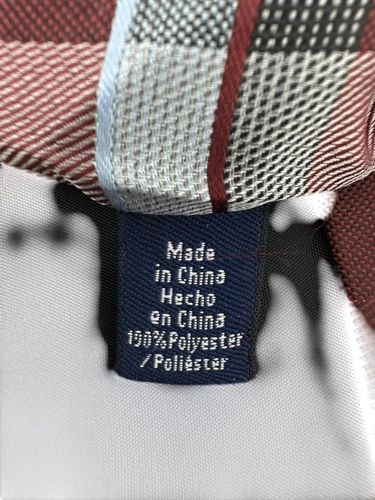 Made
in China
Hecho
en China
100%Polyester
/Poliéster